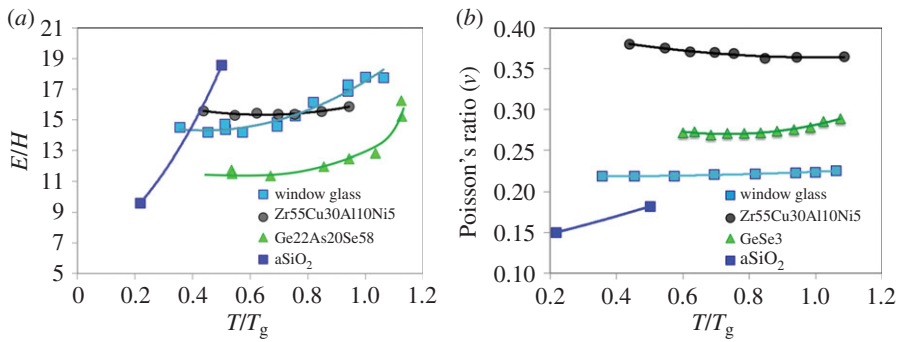 (a)
21
19
17
15
13
11
9
7
5
E/H
window glass
Zr55Cu30Al10Ni5
Ge22As20Se58
aSiO₂
0 0.2 0.4 0.6 0.8 1.0 1.2
T/Tg
(b)
0.40
0.35
0.30
0.25
0.20
0.15
0.10
Poisson's ratio (ν)
window glass
Zr55Cu30Al10Ni5
GeSe3
aSiO₂
0.2 0.4 0.6 0.8 1.0 1.2
T/Tg